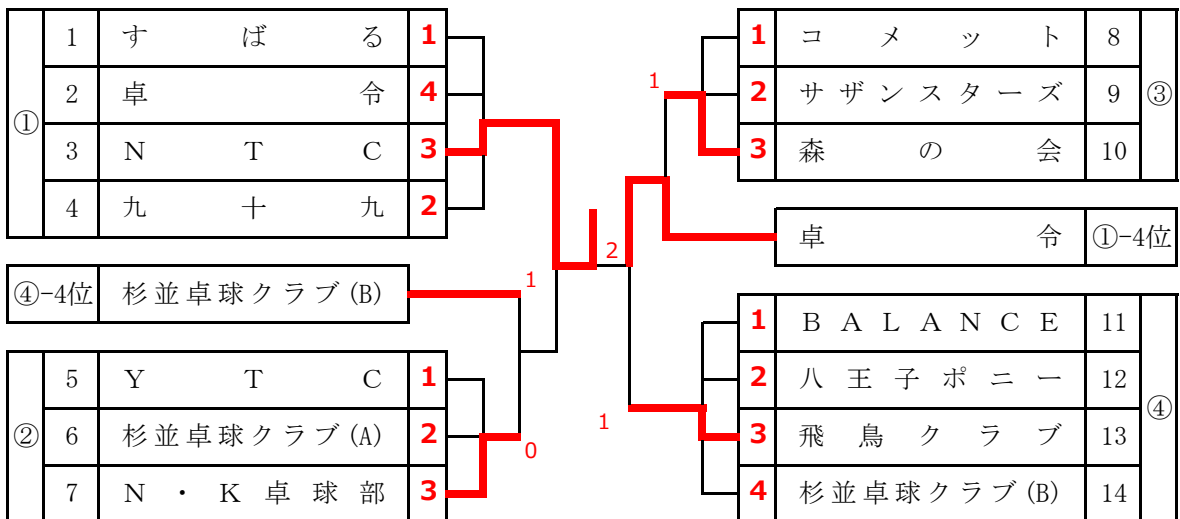 ① 1 すばる 1
2 卓令 4
3 NTC 3
4 九十九 2
④-4位 杉並卓球クラブ(B)
② 5 YTC 1
6 杉並卓球クラブ(A) 2
7 N・K卓球部 3
1
0
2
1
1
1 コメット 8 ③
2 サザンスターズ 9
3 森の会 10
卓令 ①-4位
1 BALANCE 11 ④
2 八王子ポニー 12
3 飛鳥クラブ 13
4 杉並卓球クラブ(B) 14